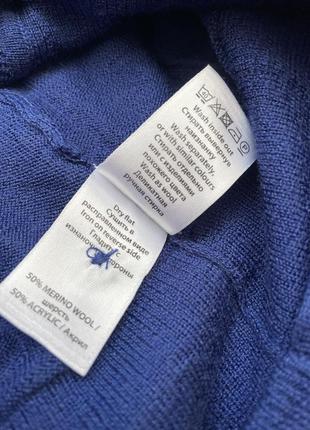 40
P
Wash inside out
Стирать вывернув
наизнанку
Wash separately,
or with similar colours
Стирать отдельно
или с изделиями
похожего цвета
Wash as wool
Деликатная
ручная стирка
Dry flat
Сушить в
расправленном виде
Iron on reverse side
Гладить с
изнаночной стороны
50% MERINO WOOL /
шерсть
50% ACRYLIC / Акрил